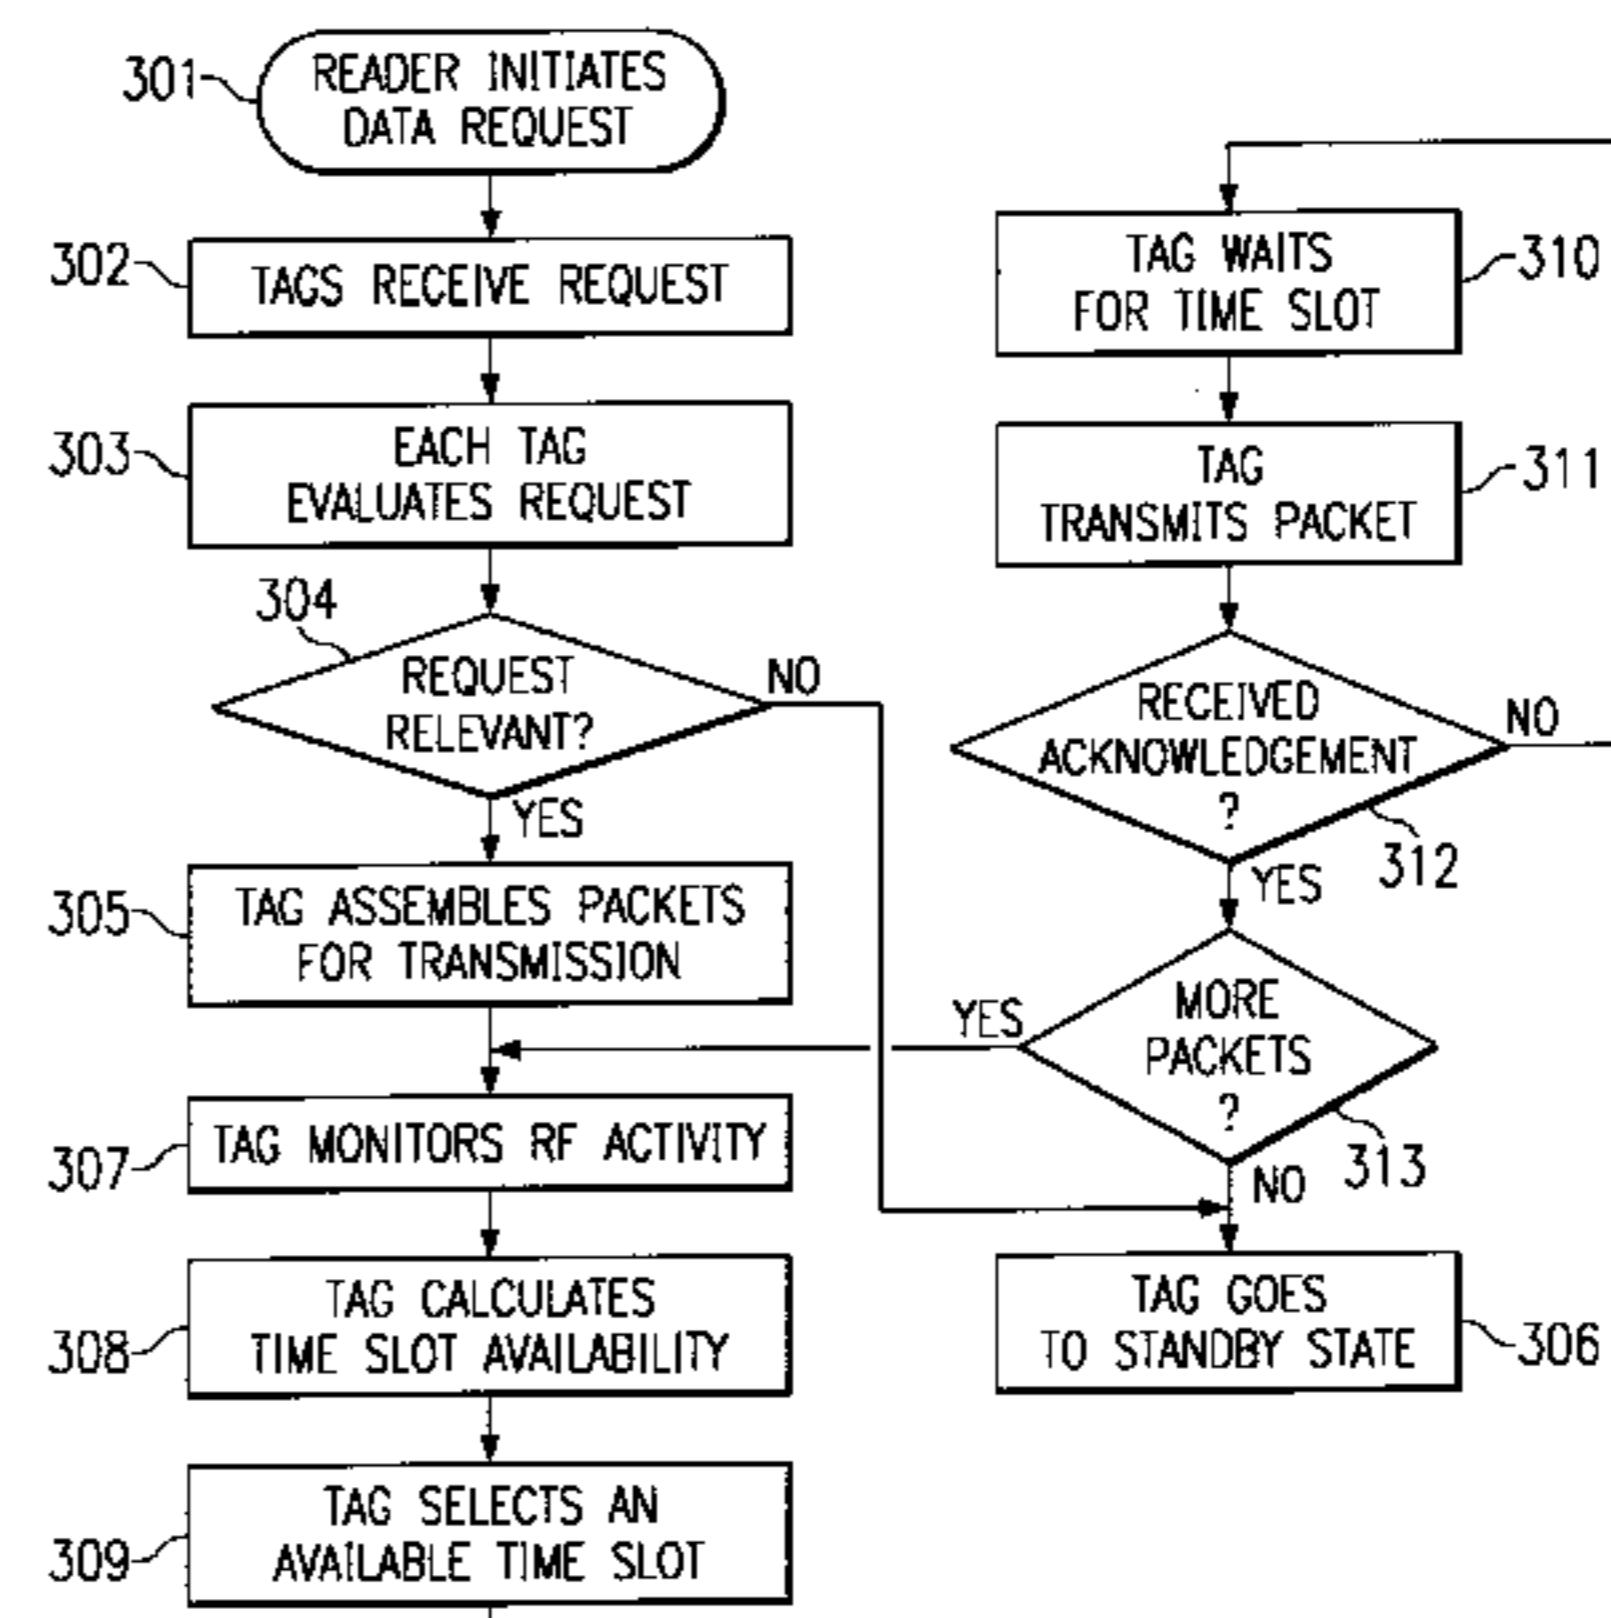 301
READER INITIATES
DATA REQUEST
302
TAGS RECEIVE REQUEST
303
EACH TAG
EVALUATES REQUEST
304
REQUEST
RELEVANT?
NO
YES
305
TAG ASSEMBLES PACKETS
FOR TRANSMISSION
307
TAG MONITORS RF ACTIVITY
308
TAG CALCULATES
TIME SLOT AVAILABILITY
309
TAG SELECTS AN
AVAILABLE TIME SLOT
310
TAG WAITS
FOR TIME SLOT
311
TAG
TRANSMITS PACKET
RECEIVED
ACKNOWLEDGEMENT
?
NO
312
YES
MORE
PACKETS
?
YES
313
NO
TAG GOES
TO STANDBY STATE
306